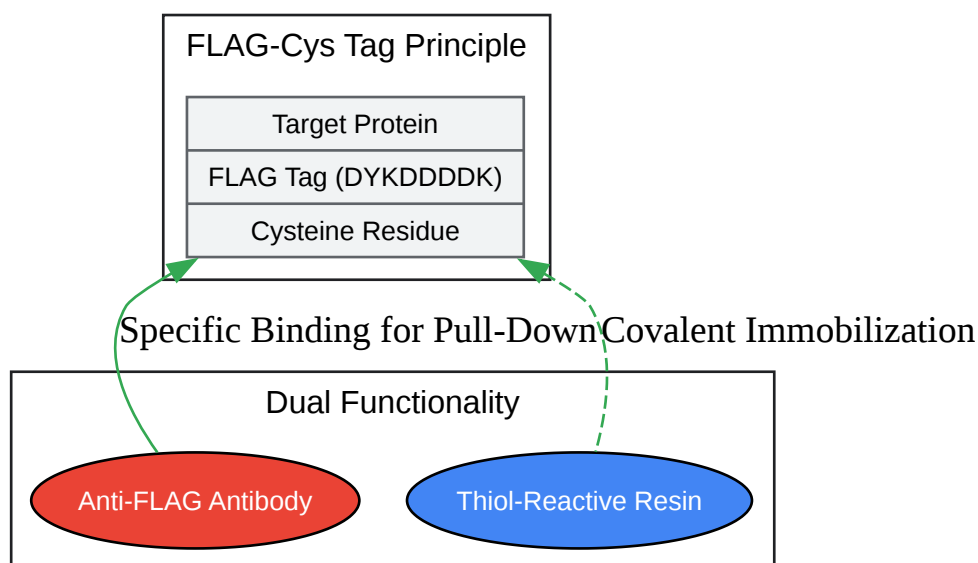 FLAG-Cys Tag Principle
Target Protein
FLAG Tag (DYKDDDDK)
Cysteine Residue
Specific Binding for Pull-Down
Covalent Immobilization
Dual Functionality
Anti-FLAG Antibody
Thiol-Reactive Resin